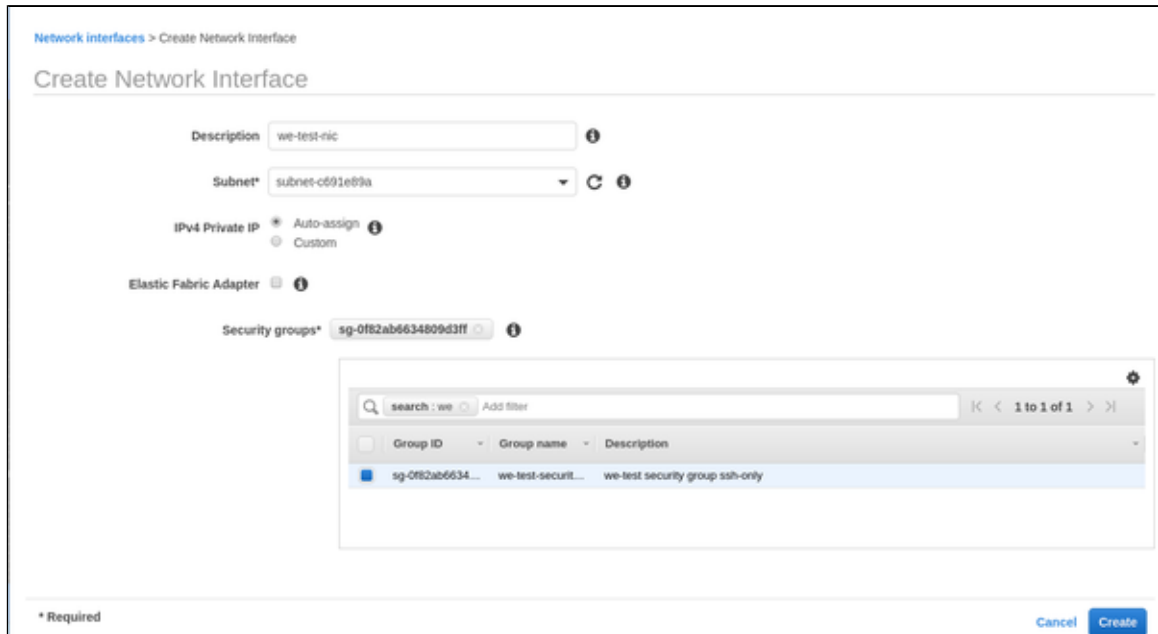 Network interfaces > Create Network Interface
Create Network Interface
Description we-test-nic
Subnet* subnet-c691e89a
IPv4 Private IP Auto-assign
Custom
Elastic Fabric Adapter
Security groups* sg-0f82ab6634809d3ff
search : we Add filter 1 to 1 of 1
Group ID Group name Description
sg-0f82ab6634... we-test-securit... we-test security group ssh-only
* Required Cancel Create